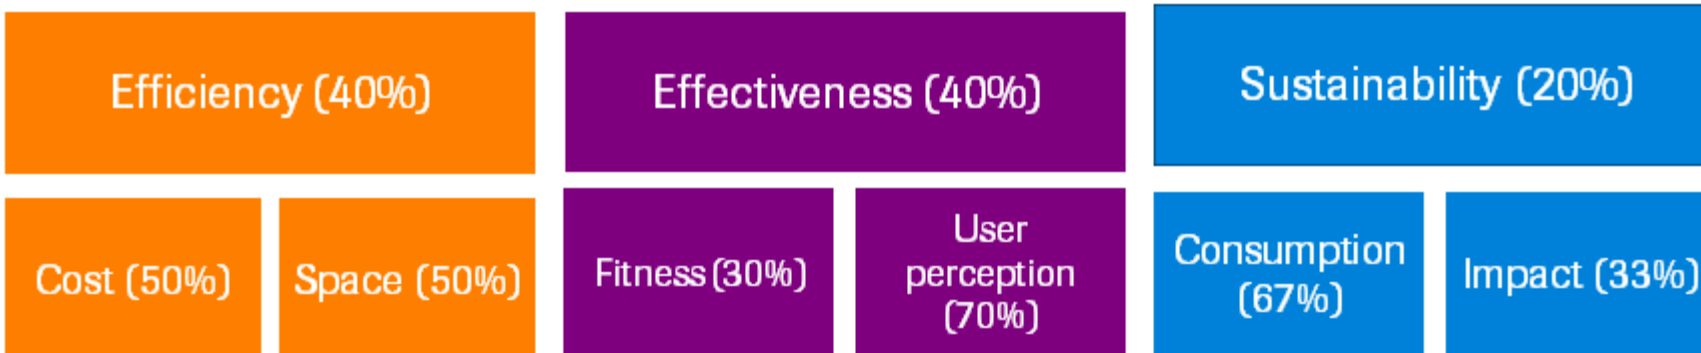 Efficiency (40%)
Effectiveness (40%)
Sustainability (20%)
Cost (50%)
Space (50%)
Fitness (30%)
User
perception
(70%)
Consumption
(67%)
Impact (33%)